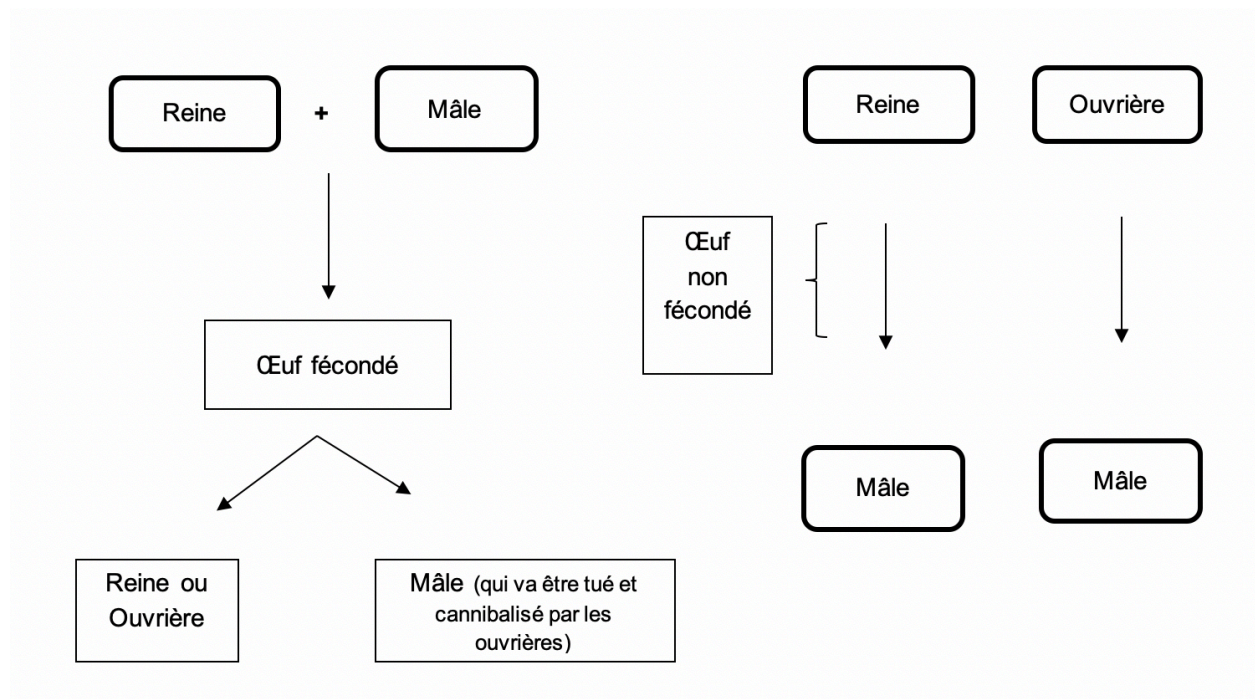 Reine
+
Mâle
Œuf fécondé
Reine ou
Ouvrière
Mâle (qui va être tué et
cannibalisé par les
ouvrières)
Reine
Ouvrière
Œuf
non
fécondé
Mâle
Mâle